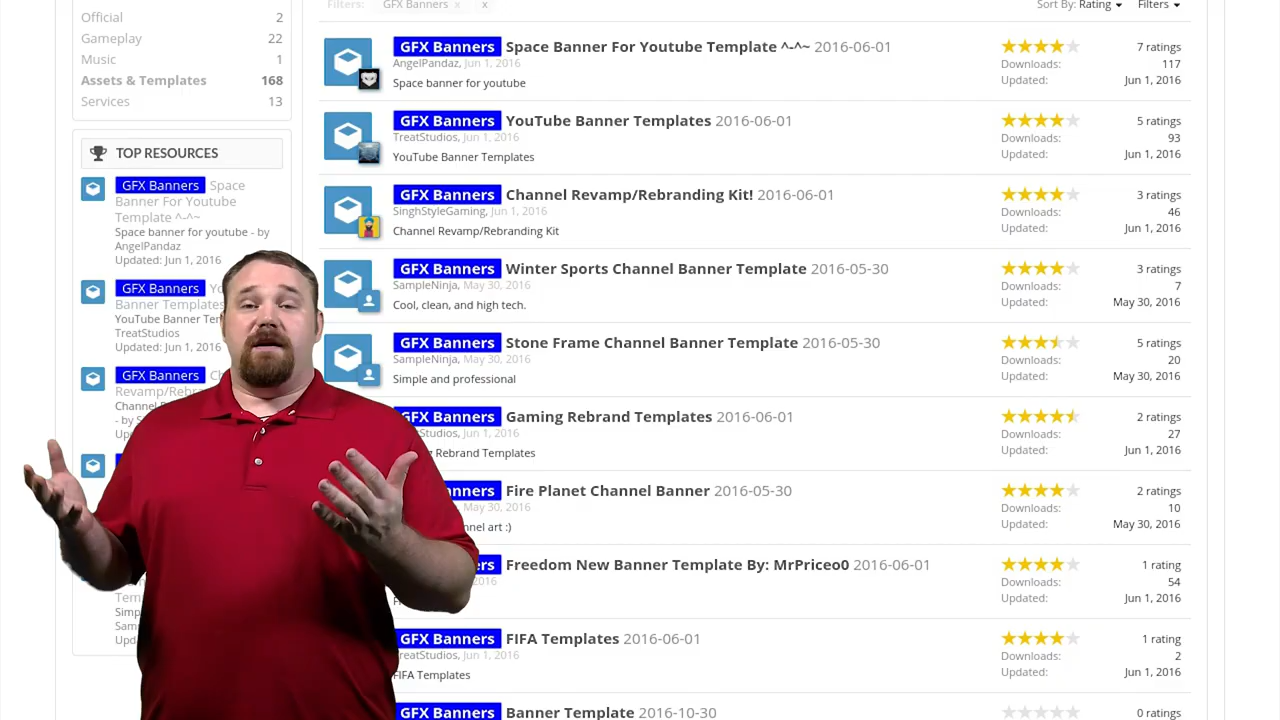 Filters: GFX Banners x x Sort By: Rating Filters
Official 2
Gameplay 22
Music 1
Assets & Templates 168
Services 13
TOP RESOURCES
GFX Banners Space
Banner For Youtube
Template ^-^~
Space banner for youtube - by
AngelPandaz
Updated: Jun 1, 2016
GFX Banners
Banner Templates
YouTube Banner
TreatStudios
Updated: Jun 1, 2016
GFX Banners
Channel
GFX Banners Space Banner For Youtube Template ^-^~ 2016-06-01
AngelPandaz, Jun 1, 2016
Space banner for youtube
7 ratings
Downloads: 117
Updated: Jun 1, 2016
GFX Banners YouTube Banner Templates 2016-06-01
TreatStudios, Jun 1, 2016
YouTube Banner Templates
5 ratings
Downloads: 93
Updated: Jun 1, 2016
GFX Banners Channel Revamp/Rebranding Kit! 2016-06-01
SinghStyleGaming, Jun 1, 2016
Channel Revamp/Rebranding Kit
3 ratings
Downloads: 46
Updated: Jun 1, 2016
GFX Banners Winter Sports Channel Banner Template 2016-05-30
SampleNinja, May 30, 2016
Cool, clean, and high tech.
3 ratings
Downloads: 7
Updated: May 30, 2016
GFX Banners Stone Frame Channel Banner Template 2016-05-30
SampleNinja, May 30, 2016
Simple and professional
5 ratings
Downloads: 20
Updated: May 30, 2016
GFX Banners Gaming Rebrand Templates 2016-06-01
Jun 1, 2016
Rebrand Templates
2 ratings
Downloads: 27
Updated: Jun 1, 2016
Fire Planet Channel Banner 2016-05-30
May 30, 2016
art :)
2 ratings
Downloads: 10
Updated: May 30, 2016
Freedom New Banner Template By: MrPriceo0 2016-06-01
2016
1 rating
Downloads: 54
Updated: Jun 1, 2016
GFX Banners FIFA Templates 2016-06-01
TreatStudios, Jun 1, 2016
FIFA Templates
1 rating
Downloads: 2
Updated: Jun 1, 2016
GFX Banners Banner Template 2016-10-30
0 ratings